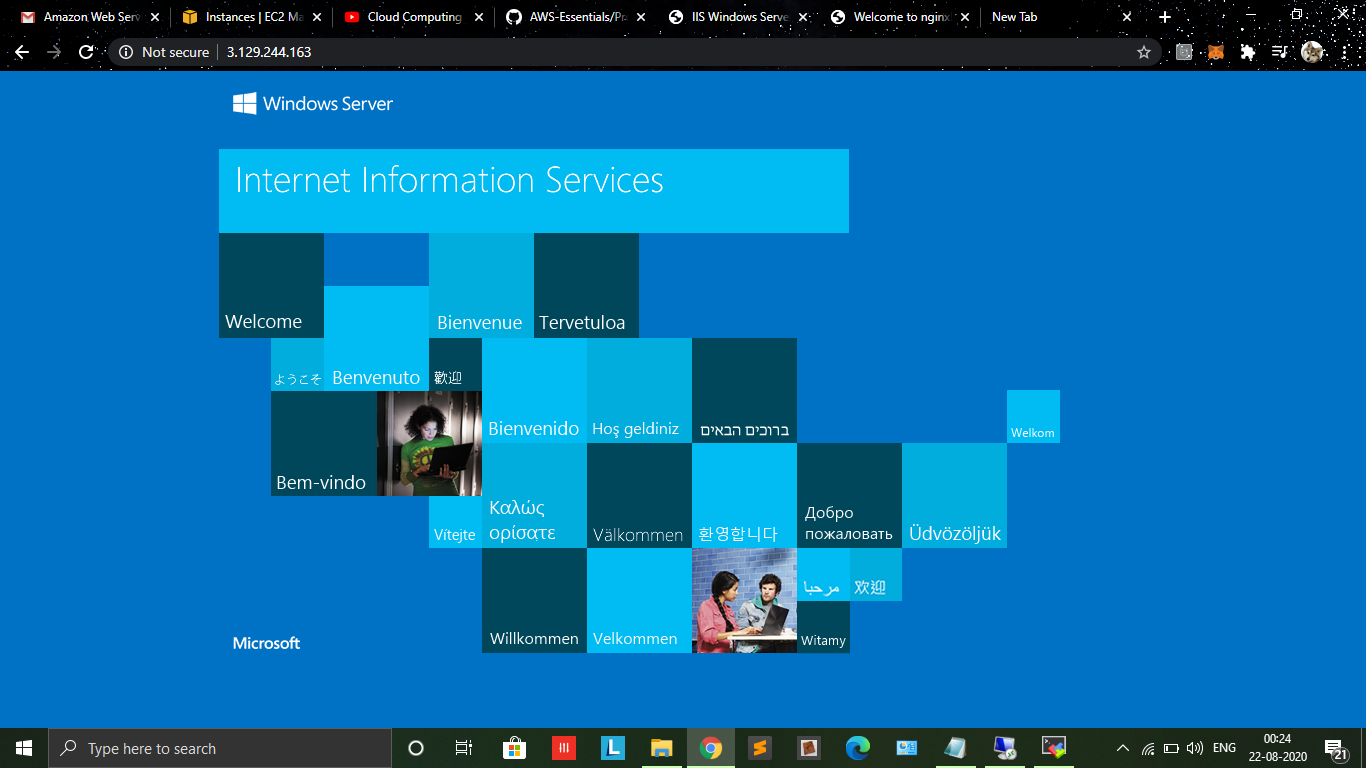 Amazon Web Serv
Instances | EC2 Ma
Cloud Computing
AWS-Essentials/Pra
IIS Windows Serve
Welcome to nginx
New Tab
Not secure
3.129.244.163
Windows Server
Internet Information Services
Welcome
Bienvenue
Tervetuloa
ようこそ
Benvenuto
歡迎
Bienvenido
Hoş geldiniz
ברוכים הבאים
Welkom
Bem-vindo
Vítejte
Καλώς
ορίσατε
Välkommen
환영합니다
Добро
пожаловать
Üdvözöljük
Willkommen
Velkommen
مرحبا
欢迎
Witamy
Microsoft
Type here to search
L
ENG
00:24
22-08-2020
21